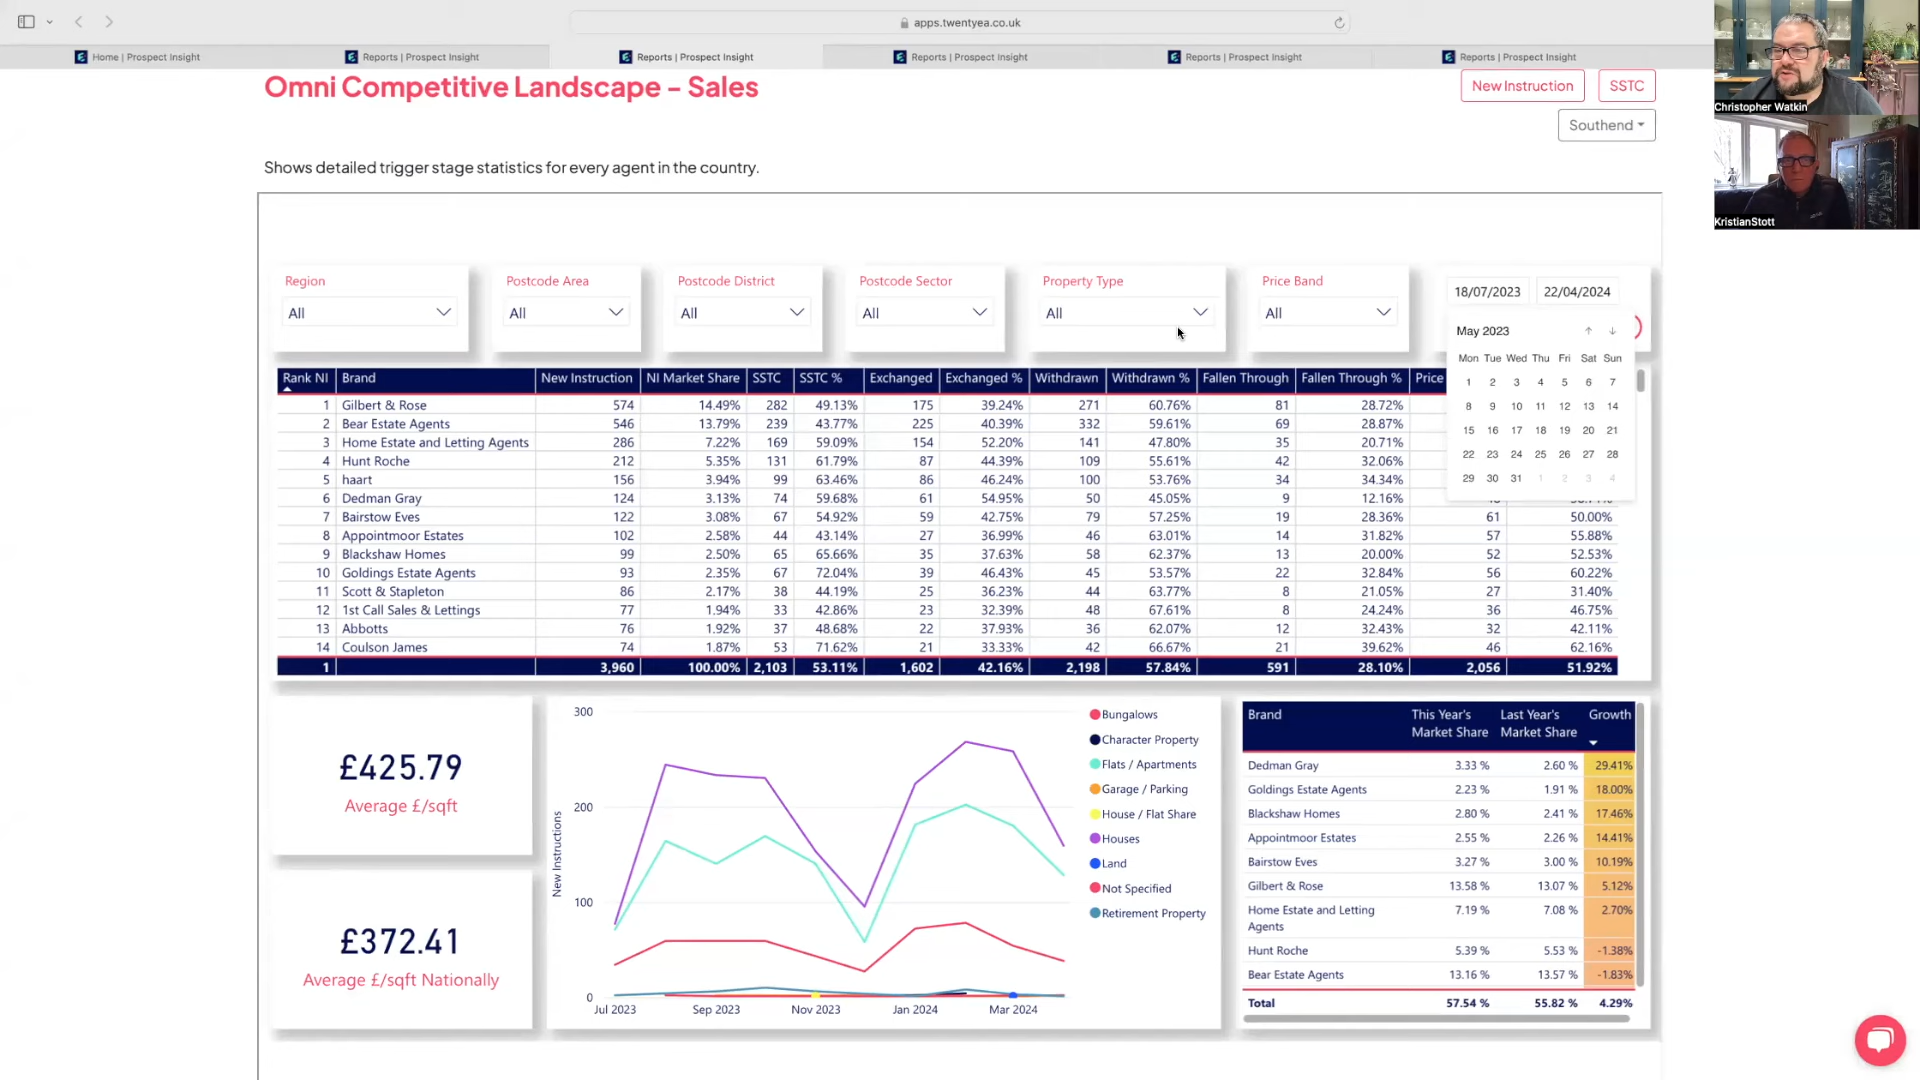 apps.twentyea.co.uk
Home | Prospect Insight
Reports | Prospect Insight
Reports | Prospect Insight
Reports | Prospect Insight
Reports | Prospect Insight
Reports | Prospect Insight
Christopher Watkin
KristianStott
Omni Competitive Landscape – Sales
New Instruction
SSTC
Southend
Shows detailed trigger stage statistics for every agent in the country.
Region
All
Postcode Area
All
Postcode District
All
Postcode Sector
All
Property Type
All
Price Band
All
18/07/2023 22/04/2024
May 2023
Mon Tue Wed Thu Fri Sat Sun
1 2 3 4 5 6 7
8 9 10 11 12 13 14
15 16 17 18 19 20 21
22 23 24 25 26 27 28
29 30 31 1 2 3 4
Rank NI Brand New Instruction NI Market Share SSTC SSTC % Exchanged Exchanged % Withdrawn Withdrawn % Fallen Through Fallen Through % Price
1 Gilbert & Rose 574 14.49% 282 49.13% 175 39.24% 271 60.76% 81 28.72%
2 Bear Estate Agents 546 13.79% 239 43.77% 225 40.39% 332 59.61% 69 28.87%
3 Home Estate and Letting Agents 286 7.22% 169 59.09% 154 52.20% 141 47.80% 35 20.71%
4 Hunt Roche 212 5.35% 131 61.79% 87 44.39% 109 55.61% 42 32.06%
5 haart 156 3.94% 99 63.46% 86 46.24% 100 53.76% 34 34.34%
6 Dedman Gray 124 3.13% 74 59.68% 61 54.95% 50 45.05% 9 12.16%
7 Bairstow Eves 122 3.08% 67 54.92% 59 42.75% 79 57.25% 19 28.36% 61 50.00%
8 Appointmoor Estates 102 2.58% 44 43.14% 27 36.99% 46 63.01% 14 31.82% 57 55.88%
9 Blackshaw Homes 99 2.50% 65 65.66% 35 37.63% 58 62.37% 13 20.00% 52 52.53%
10 Goldings Estate Agents 93 2.35% 67 72.04% 39 46.43% 45 53.57% 22 32.84% 56 60.22%
11 Scott & Stapleton 86 2.17% 38 44.19% 25 36.23% 44 63.77% 8 21.05% 27 31.40%
12 1st Call Sales & Lettings 77 1.94% 33 42.86% 23 32.39% 48 67.61% 8 24.24% 36 46.75%
13 Abbotts 76 1.92% 37 48.68% 22 37.93% 36 62.07% 12 32.43% 32 42.11%
14 Coulson James 74 1.87% 53 71.62% 21 33.33% 42 66.67% 21 39.62% 46 62.16%
1 3,960 100.00% 2,103 53.11% 1,602 42.16% 2,198 57.84% 591 28.10% 2,056 51.92%
£425.79
Average £/sqft
£372.41
Average £/sqft Nationally
New Instructions
300
200
100
0
Jul 2023 Sep 2023 Nov 2023 Jan 2024 Mar 2024
Bungalows
Character Property
Flats / Apartments
Garage / Parking
House / Flat Share
Houses
Land
Not Specified
Retirement Property
Brand This Year's Market Share Last Year's Market Share Growth
Dedman Gray 3.33 % 2.60 % 29.41%
Goldings Estate Agents 2.23 % 1.91 % 18.00%
Blackshaw Homes 2.80 % 2.41 % 17.46%
Appointmoor Estates 2.55 % 2.26 % 14.41%
Bairstow Eves 3.27 % 3.00 % 10.19%
Gilbert & Rose 13.58 % 13.07 % 5.12%
Home Estate and Letting Agents 7.19 % 7.08 % 2.70%
Hunt Roche 5.39 % 5.53 % -1.38%
Bear Estate Agents 13.16 % 13.57 % -1.83%
Total 57.54 % 55.82 % 4.29%